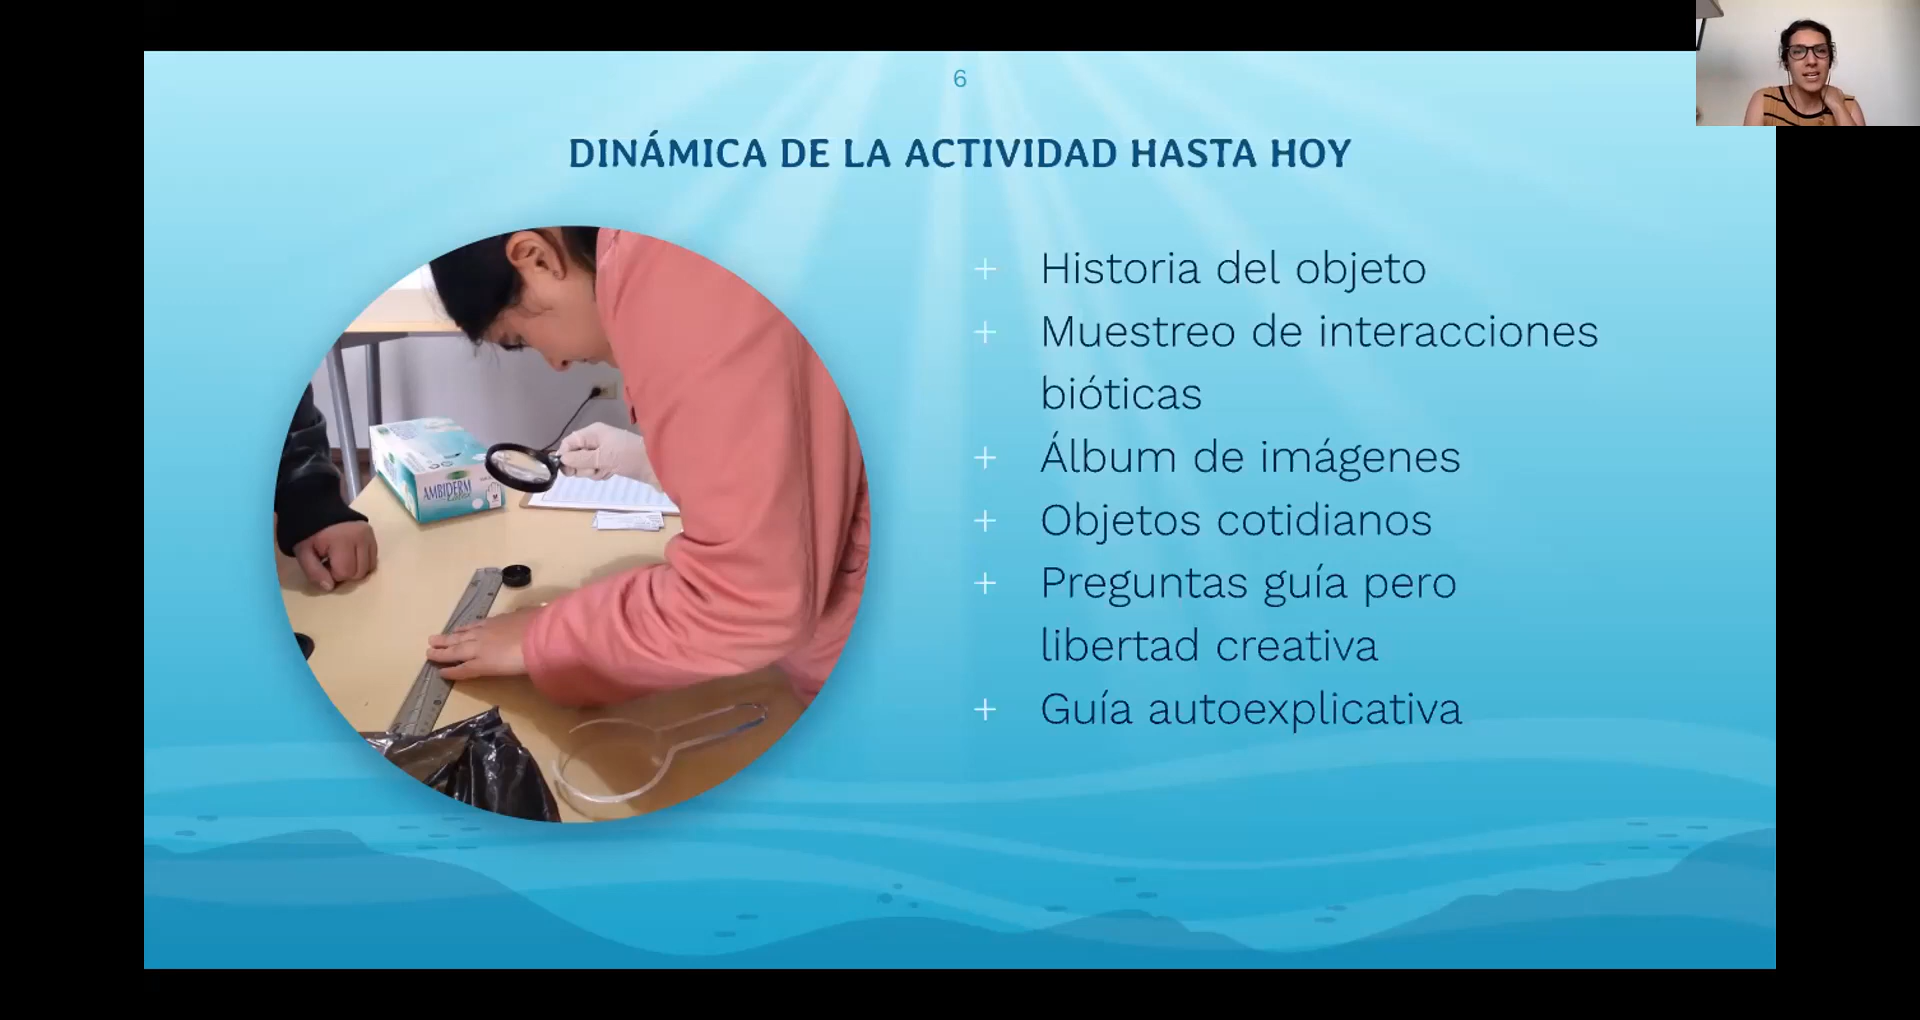 6
DINÁMICA DE LA ACTIVIDAD HASTA HOY
+ Historia del objeto
+ Muestreo de interacciones
bióticas
+ Álbum de imágenes
+ Objetos cotidianos
+ Preguntas guía pero
libertad creativa
+ Guía autoexplicativa
AMBIDERM